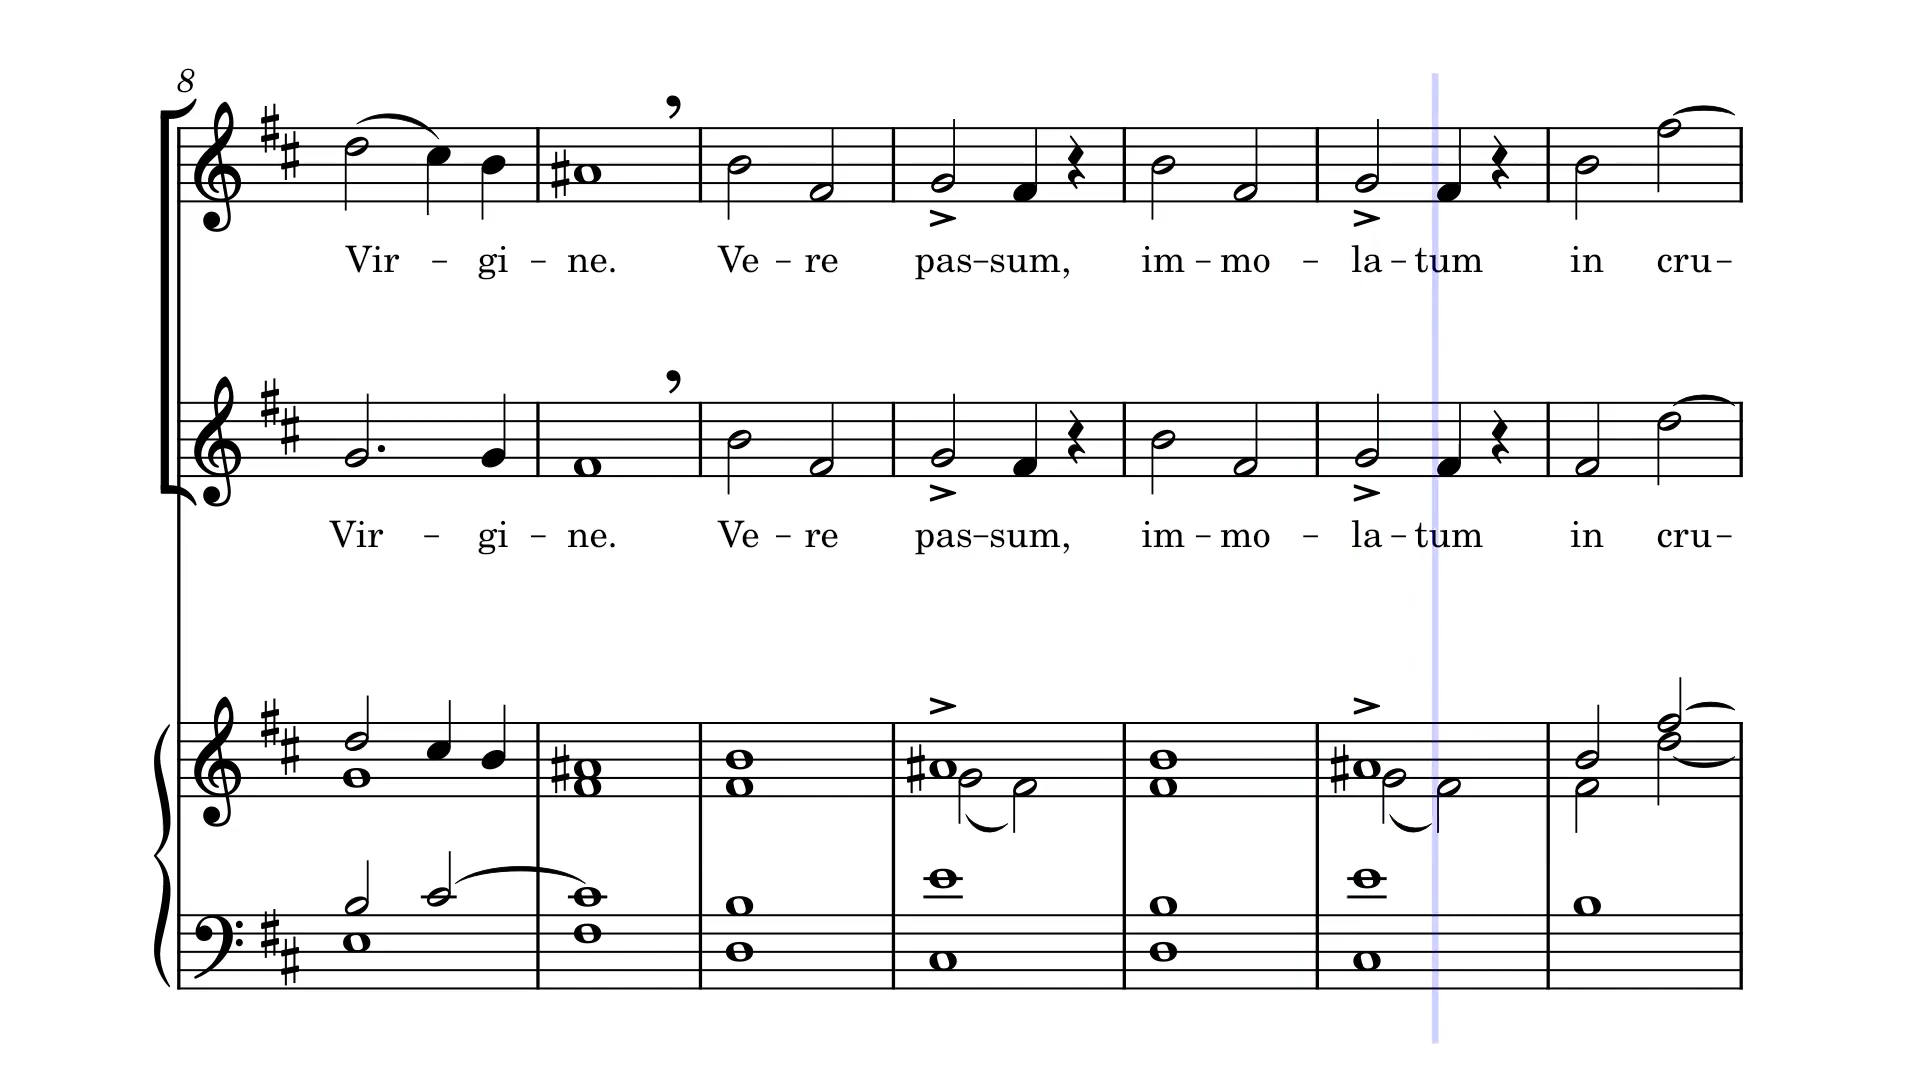 8
Vir - gi - ne. Ve - re pas-sum, im - mo - la - tum in cru-
Vir - gi - ne. Ve - re pas-sum, im - mo - la - tum in cru-